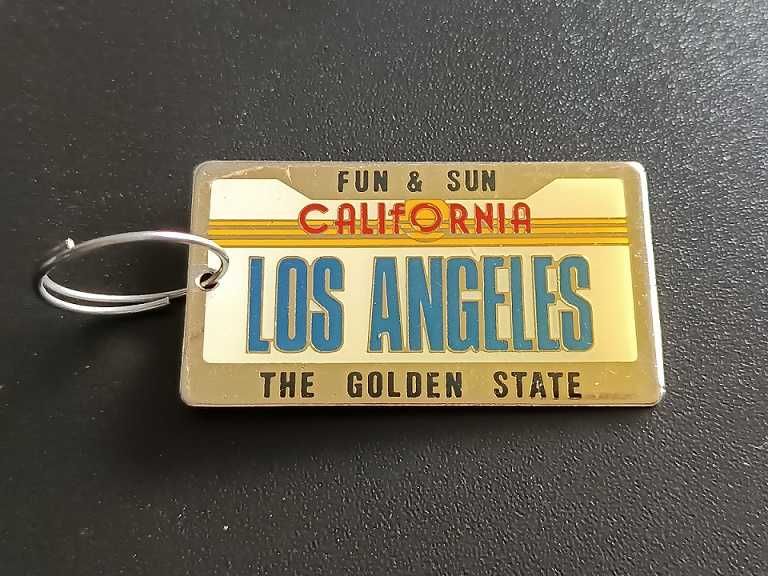 FUN & SUN
CALIfORNIA
LOS ANGELES
THE GOLDEN STATE